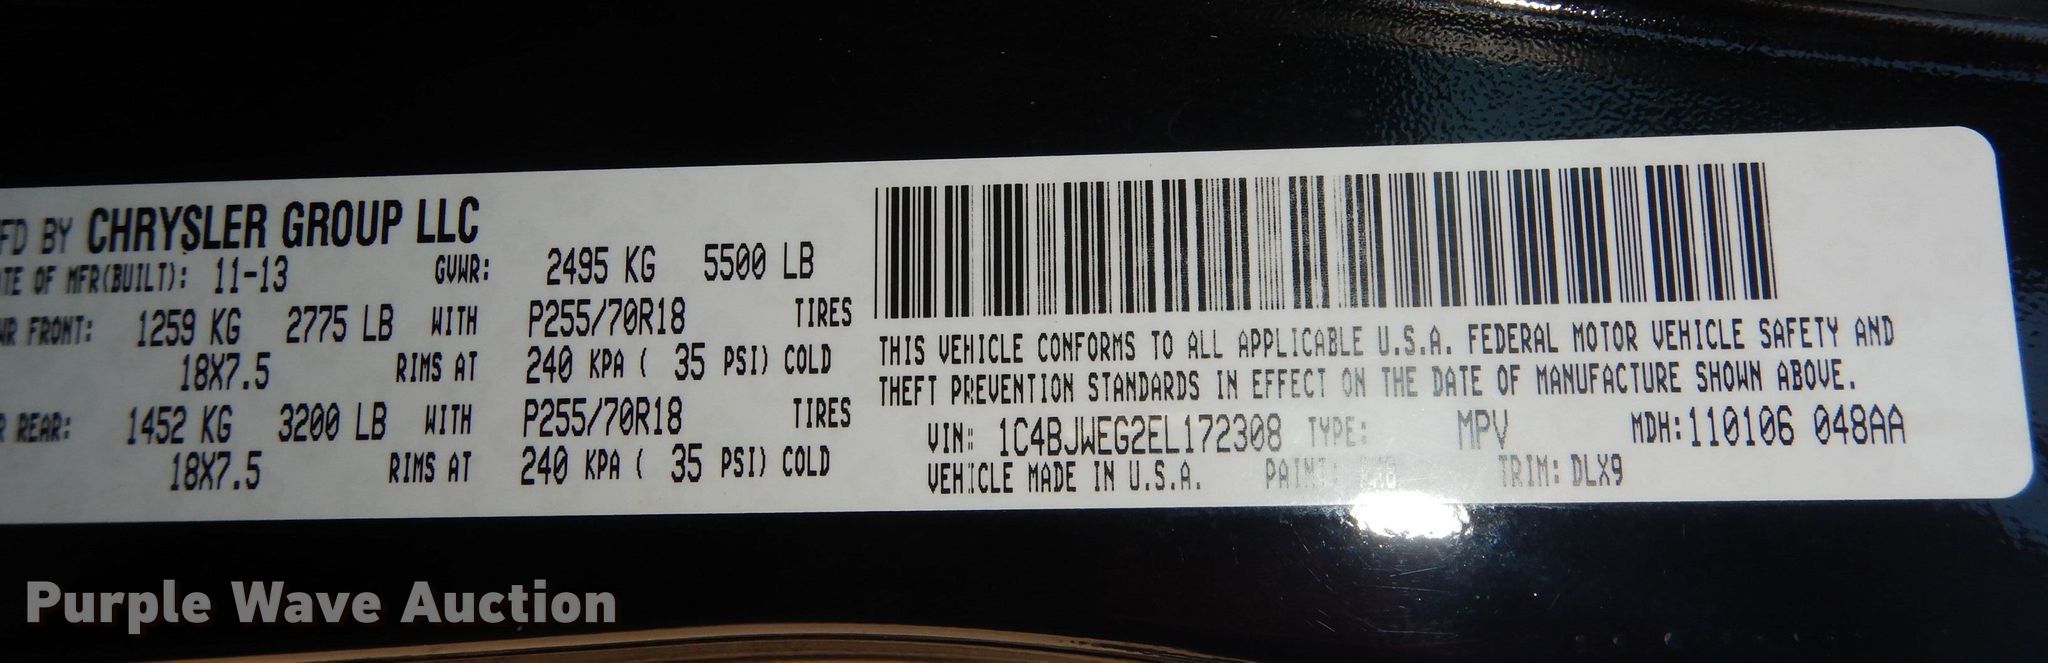 FD BY CHRYSLER GROUP LLC
TE OF MFR(BUILT): 11-13 GVWR: 2495 KG 5500 LB
WR FRONT: 1259 KG 2775 LB WITH P255/70R18 TIRES
18X7.5 RIMS AT 240 KPA ( 35 PSI) COLD
R REAR: 1452 KG 3200 LB WITH P255/70R18 TIRES
18X7.5 RIMS AT 240 KPA ( 35 PSI) COLD
THIS VEHICLE CONFORMS TO ALL APPLICABLE U.S.A. FEDERAL MOTOR VEHICLE SAFETY AND
THEFT PREVENTION STANDARDS IN EFFECT ON THE DATE OF MANUFACTURE SHOWN ABOVE.
VIN: 1C4BJWEG2EL172308 TYPE: MPV MDH:110106 048AA
VEHICLE MADE IN U.S.A. PAINT: TRIM: DLX9
Purple Wave Auction